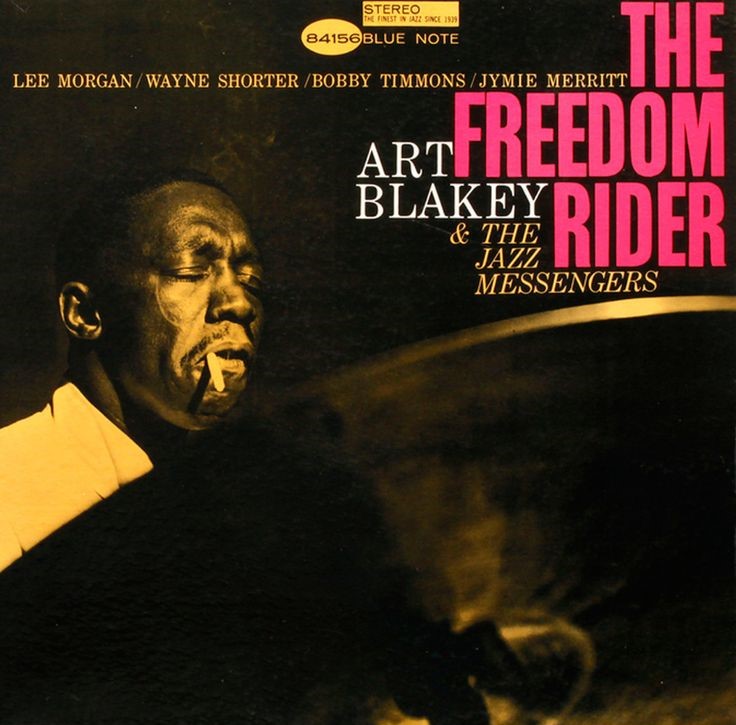 STEREO
THE FINEST IN JAZZ SINCE 1939
84156 BLUE NOTE
LEE MORGAN/WAYNE SHORTER/BOBBY TIMMONS/JYMIE MERRITT
THE
FREEDOM
RIDER
ART
BLAKEY
& THE
JAZZ
MESSENGERS